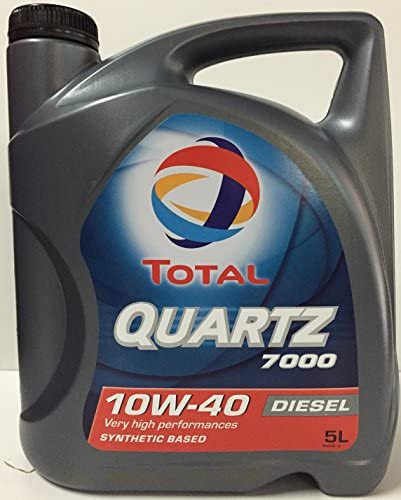 TOTAL
QUARTZ
7000
10W-40 DIESEL
Very high performances
SYNTHETIC BASED
5L